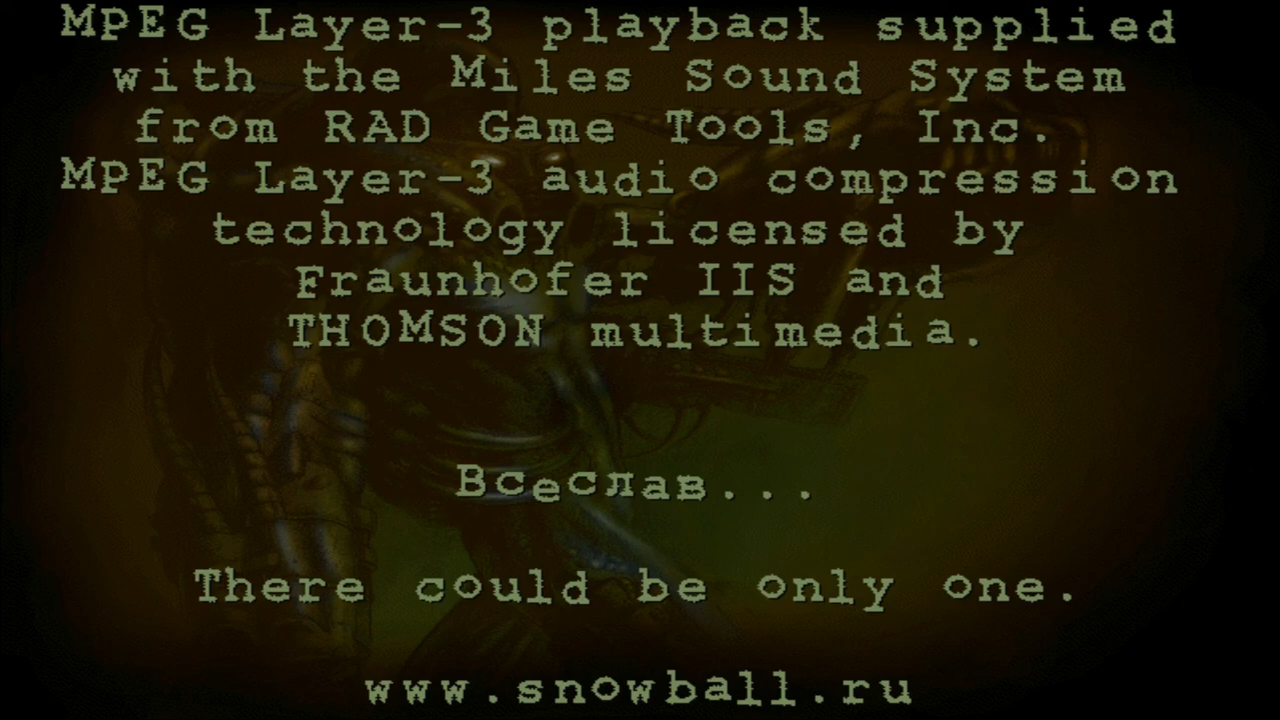 MPEG Layer-3 playback supplied
with the Miles Sound System
from RAD Game Tools, Inc.
MPEG Layer-3 audio compression
technology licensed by
Fraunhofer IIS and
THOMSON multimedia.
Всеслав...
There could be only one.
www.snowball.ru